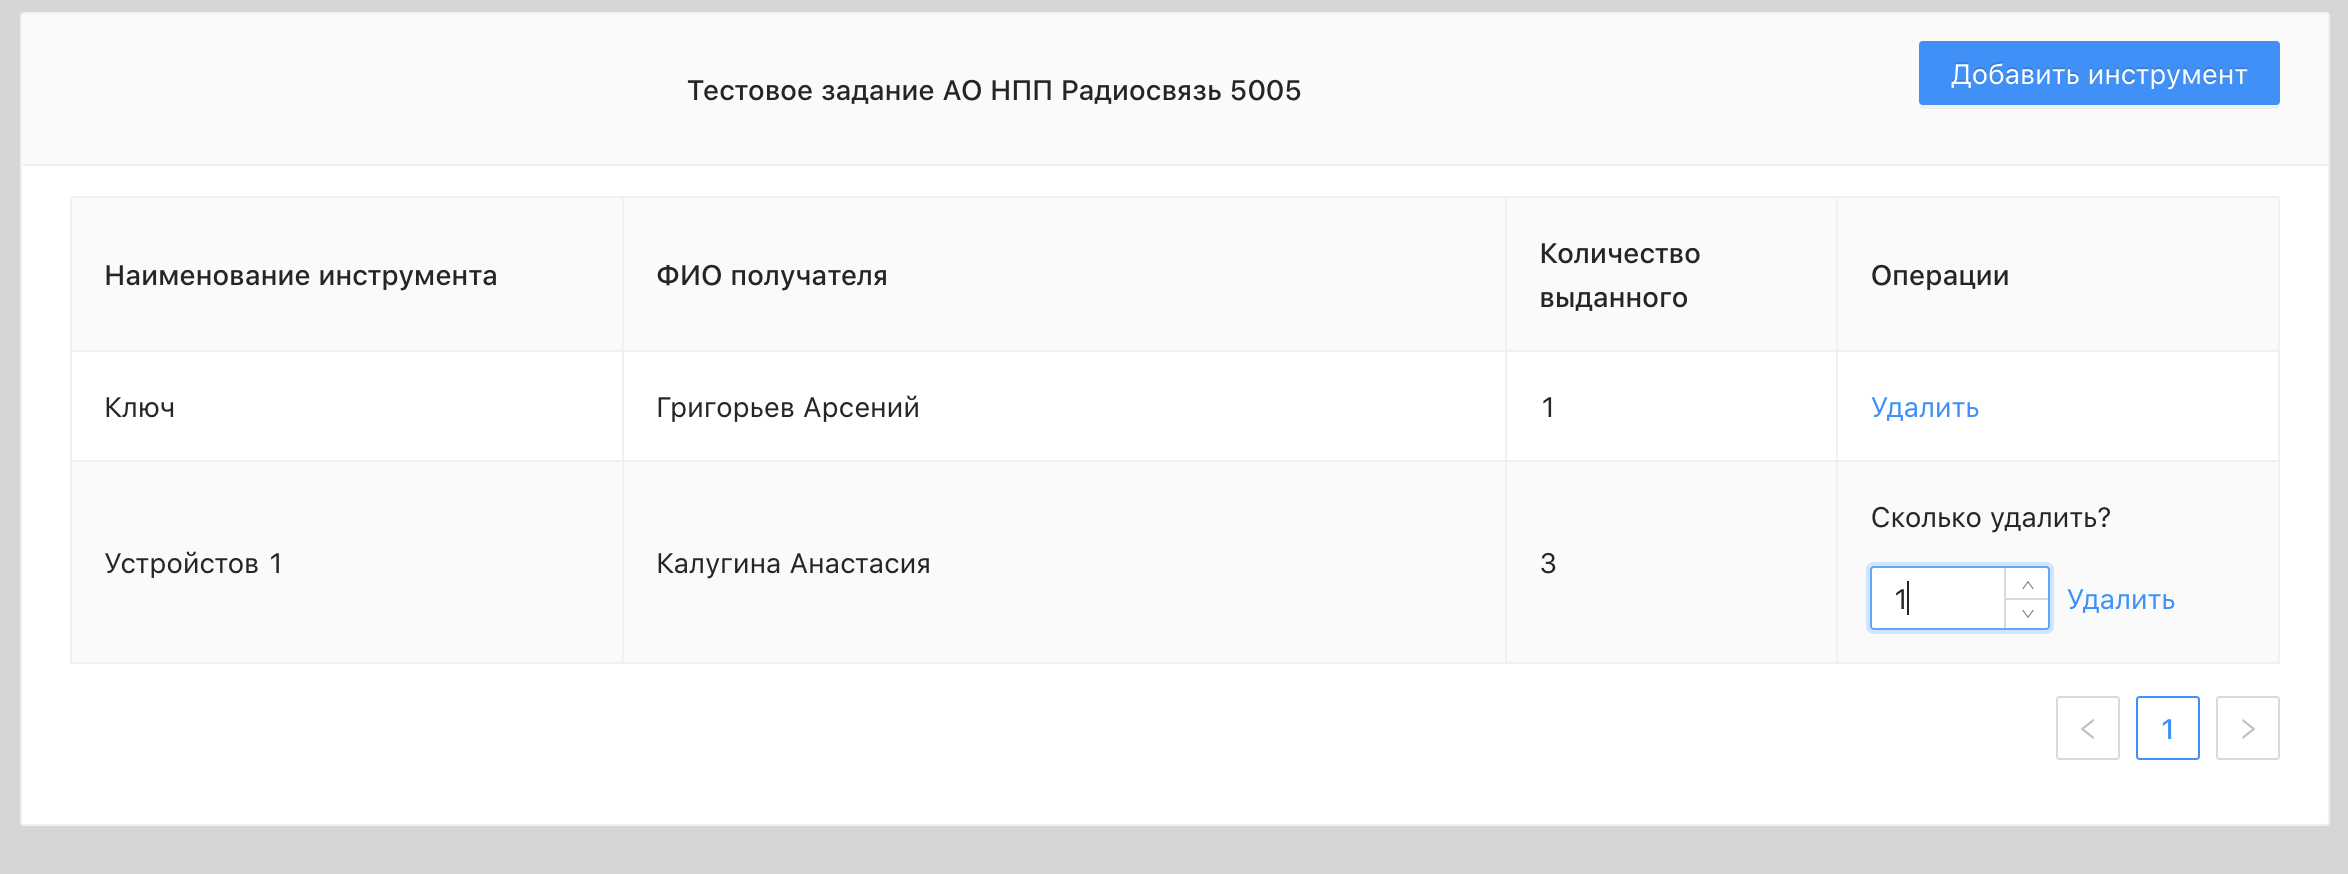 Тестовое задание АО НПП Радиосвязь 5005
Добавить инструмент
Наименование инструмента
ФИО получателя
Количество
выданного
Операции
Ключ
Григорьев Арсений
1
Удалить
Устройстов 1
Калугина Анастасия
3
Сколько удалить?
1
Удалить
1